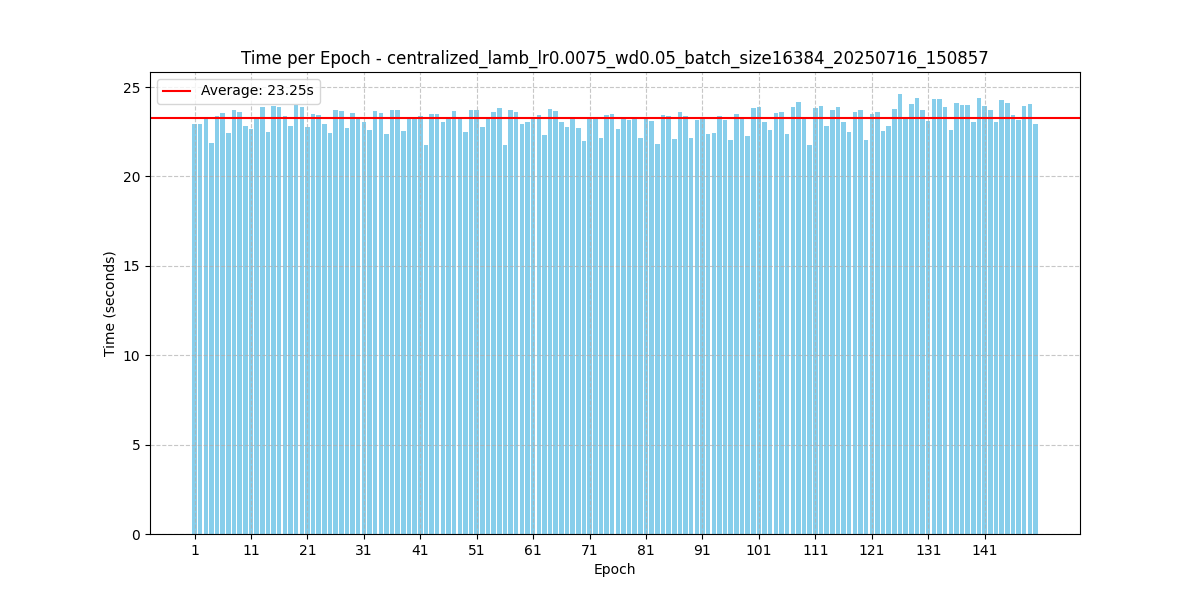 Time per Epoch - centralized_lamb_lr0.0075_wd0.05_batch_size16384_20250716_150857
Average: 23.25s
Time (seconds)
25
20
15
10
5
0
1 11 21 31 41 51 61 71 81 91 101 111 121 131 141
Epoch